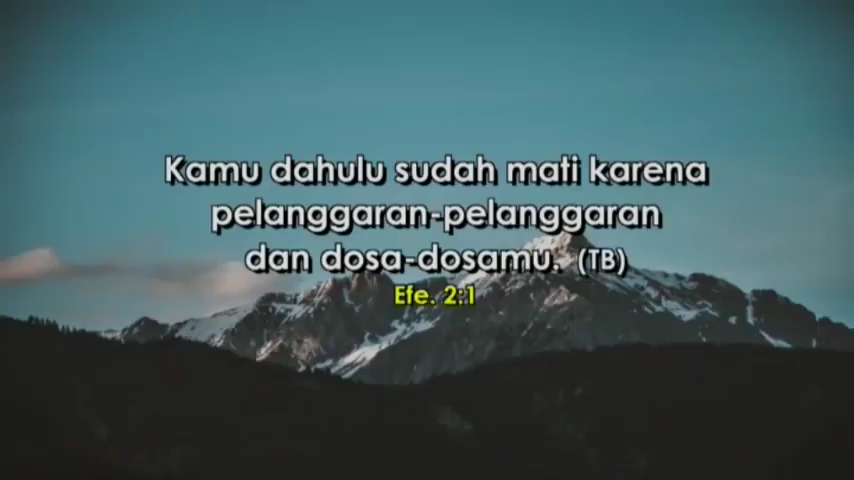 Kamu dahulu sudah mati karena
pelanggaran-pelanggaran
dan dosa-dosamu. (TB)
Efe. 2:1